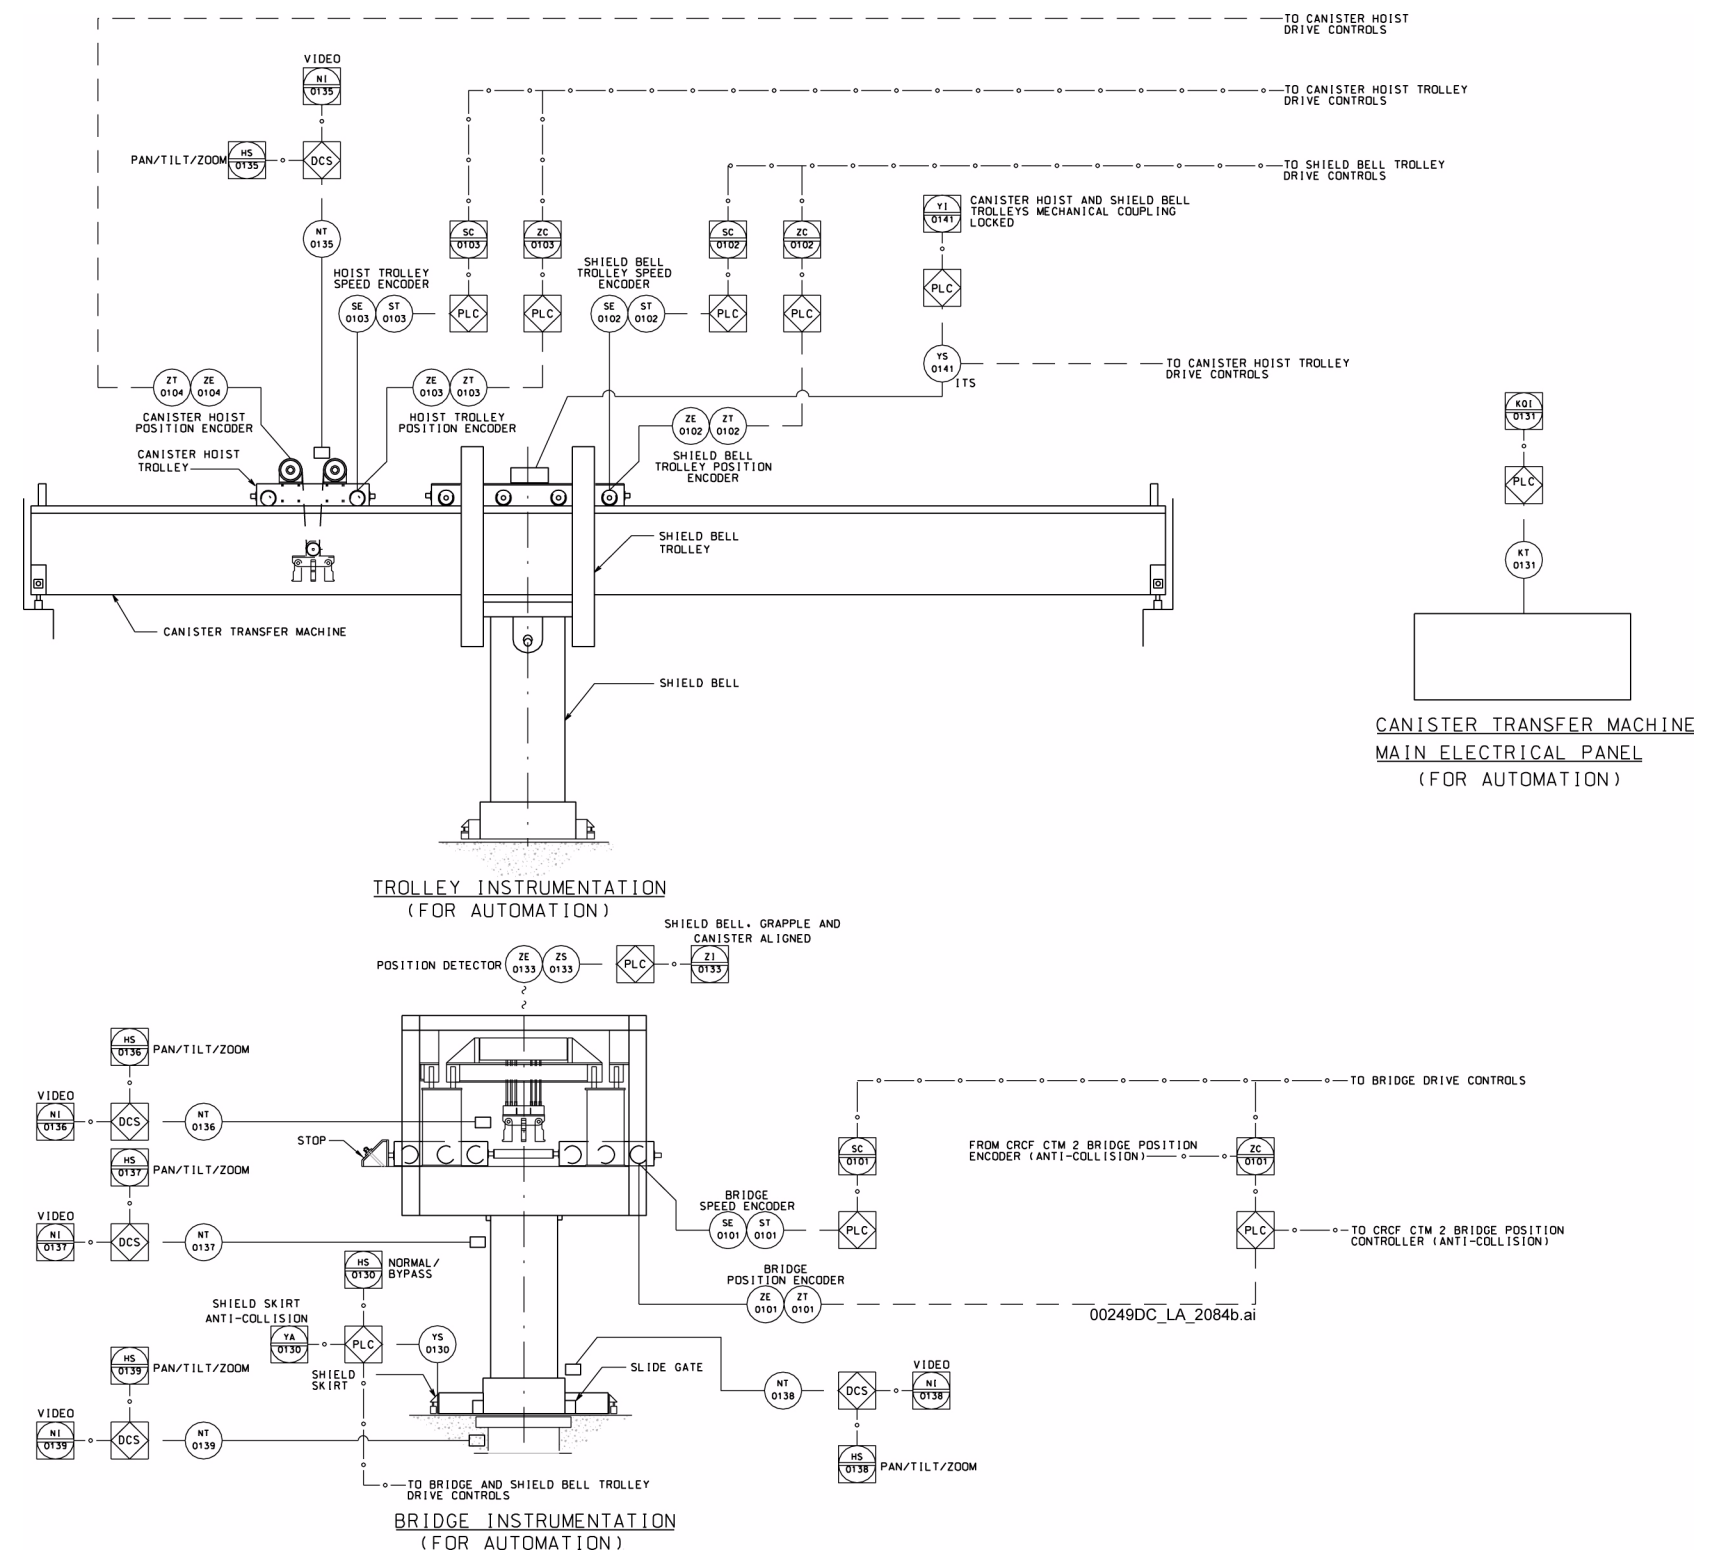 TO CANISTER HOIST
DRIVE CONTROLS
VIDEO
NI
0135
TO CANISTER HOIST TROLLEY
DRIVE CONTROLS
PAN/TILT/ZOOM
HS
0135
DCS
TO SHIELD BELL TROLLEY
DRIVE CONTROLS
NT
0135
SC
0103
ZC
0103
SC
0102
ZC
0102
YI
0141
CANISTER HOIST AND SHIELD BELL
TROLLEYS MECHANICAL COUPLING
LOCKED
HOIST TROLLEY
SPEED ENCODER
SE
0103
ST
0103
PLC
PLC
SHIELD BELL
TROLLEY SPEED
ENCODER
SE
0102
ST
0102
PLC
PLC
PLC
YS
0141
ITS
TO CANISTER HOIST TROLLEY
DRIVE CONTROLS
ZT
0104
ZE
0104
CANISTER HOIST
POSITION ENCODER
ZE
0103
ZT
0103
HOIST TROLLEY
POSITION ENCODER
ZE
0102
ZT
0102
SHIELD BELL
TROLLEY POSITION
ENCODER
CANISTER HOIST
TROLLEY
KQI
0131
PLC
KT
0131
SHIELD BELL
TROLLEY
CANISTER TRANSFER MACHINE
SHIELD BELL
CANISTER TRANSFER MACHINE
MAIN ELECTRICAL PANEL
(FOR AUTOMATION)
TROLLEY INSTRUMENTATION
(FOR AUTOMATION)
SHIELD BELL, GRAPPLE AND
CANISTER ALIGNED
POSITION DETECTOR
ZE
0133
ZS
0133
PLC
ZI
0133
HS
0136
PAN/TILT/ZOOM
VIDEO
NI
0136
DCS
NT
0136
STOP
HS
0137
PAN/TILT/ZOOM
VIDEO
NI
0137
DCS
NT
0137
TO BRIDGE DRIVE CONTROLS
SC
0101
FROM CRCF CTM 2 BRIDGE POSITION
ENCODER (ANTI-COLLISION)
ZC
0101
BRIDGE
SPEED ENCODER
SE
0101
ST
0101
PLC
PLC
TO CRCF CTM 2 BRIDGE POSITION
CONTROLLER (ANTI-COLLISION)
BRIDGE
POSITION ENCODER
ZE
0101
ZT
0101
00249DC_LA_2084b.ai
HS
0130
NORMAL/
BYPASS
SHIELD SKIRT
ANTI-COLLISION
YA
0130
PLC
YS
0130
SHIELD
SKIRT
SLIDE GATE
HS
0139
PAN/TILT/ZOOM
VIDEO
NI
0139
DCS
NT
0139
NT
0138
DCS
VIDEO
NI
0138
HS
0138
PAN/TILT/ZOOM
TO BRIDGE AND SHIELD BELL TROLLEY
DRIVE CONTROLS
BRIDGE INSTRUMENTATION
(FOR AUTOMATION)